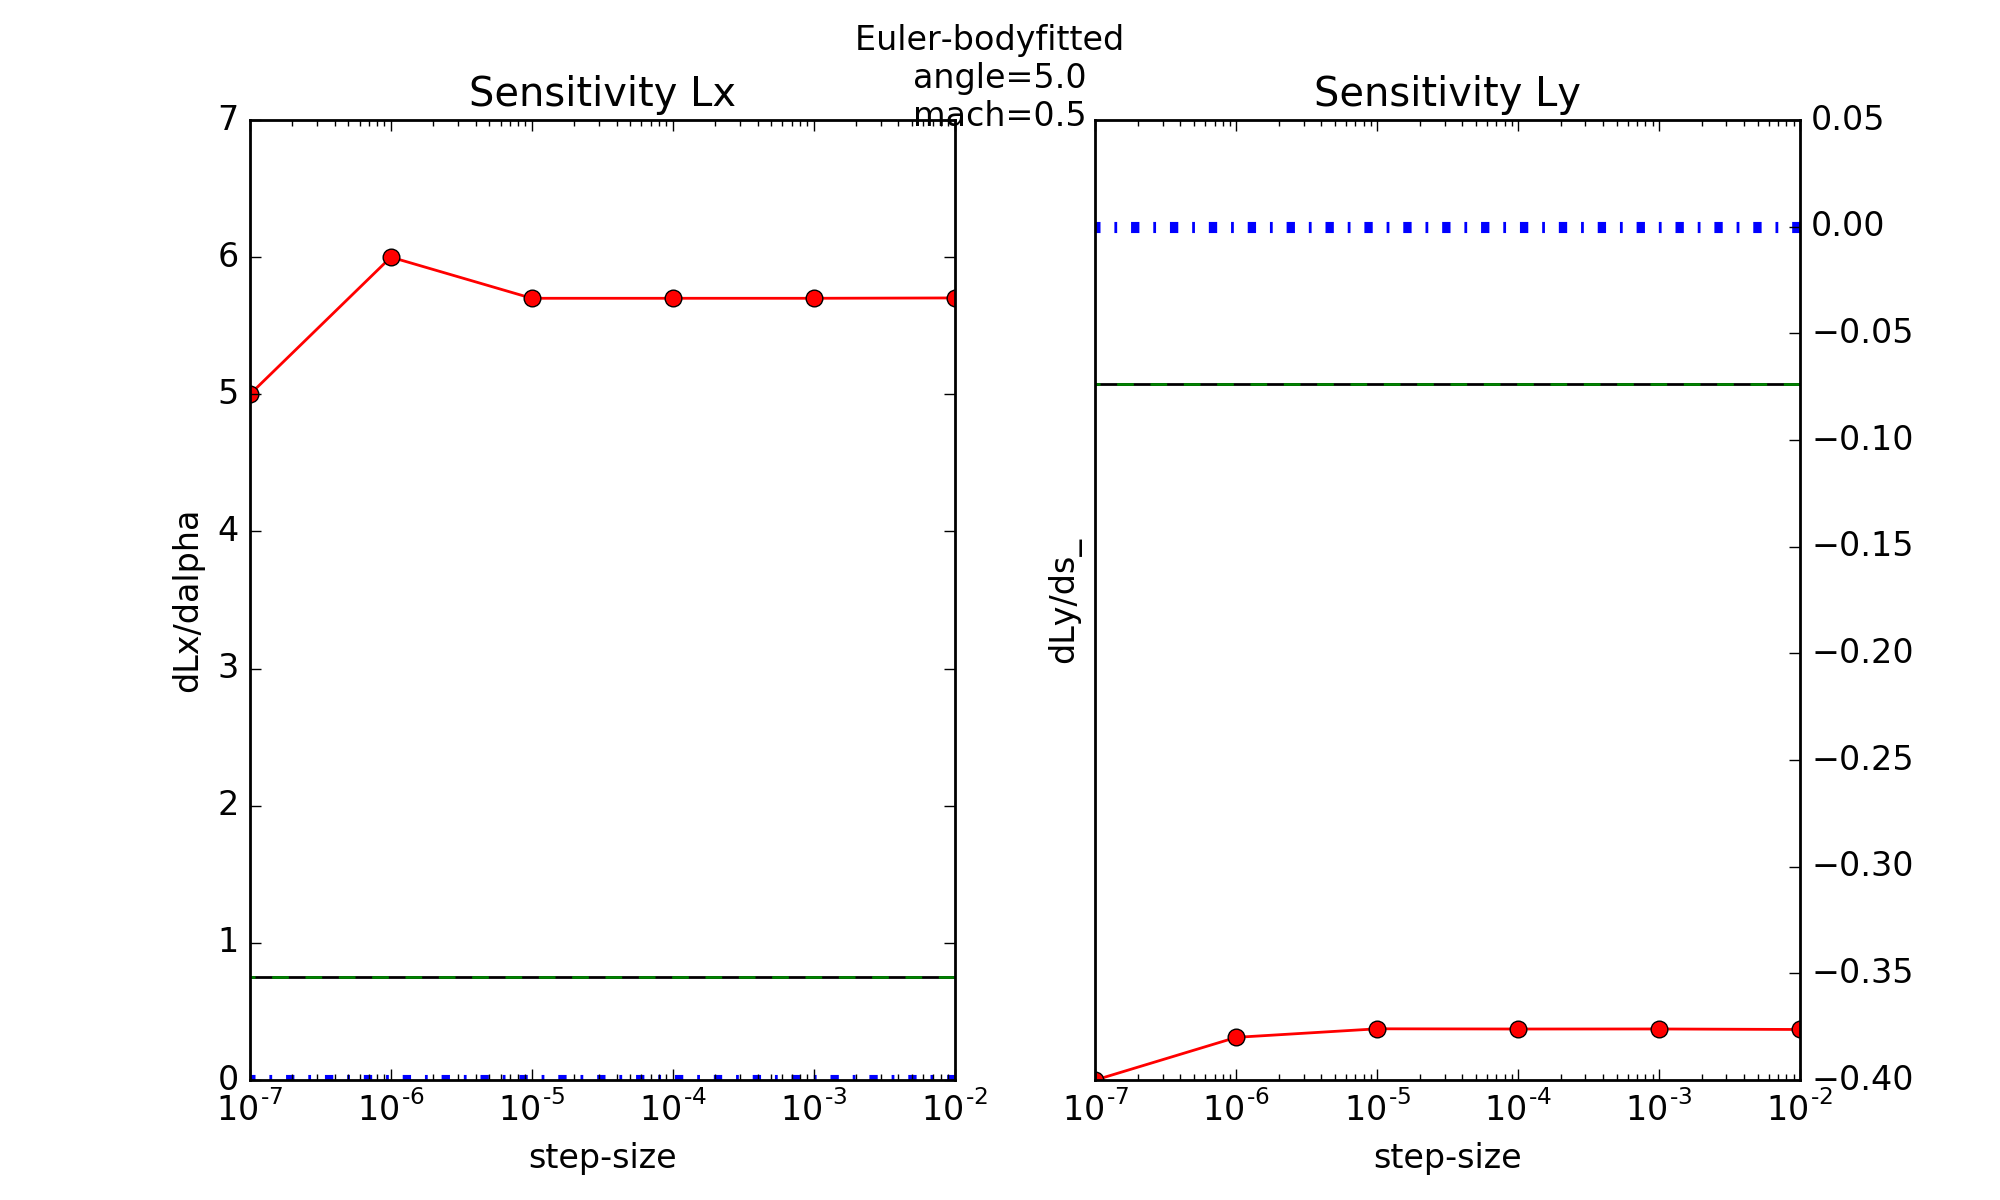 Euler-bodyfitted
angle=5.0
mach=0.5
Sensitivity Lx
7
6
5
4
3
2
1
0
dLx/dalpha
10^-7 10^-6 10^-5 10^-4 10^-3 10^-2
step-size
Sensitivity Ly
dLy/ds_
0.05
0.00
−0.05
−0.10
−0.15
−0.20
−0.25
−0.30
−0.35
−0.40
10^-7 10^-6 10^-5 10^-4 10^-3 10^-2
step-size